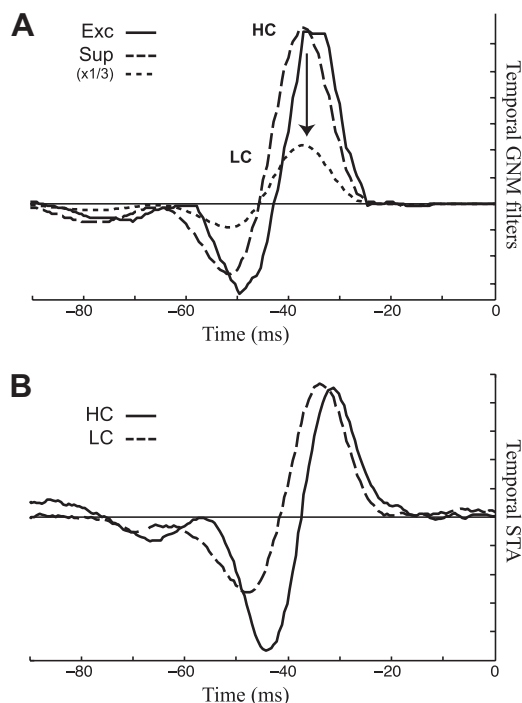 A
Exc
Sup
(x1/3)
HC
LC
Temporal GNM filters
−80
−60
−40
−20
0
Time (ms)
B
HC
LC
Temporal STA
−80
−60
−40
−20
0
Time (ms)